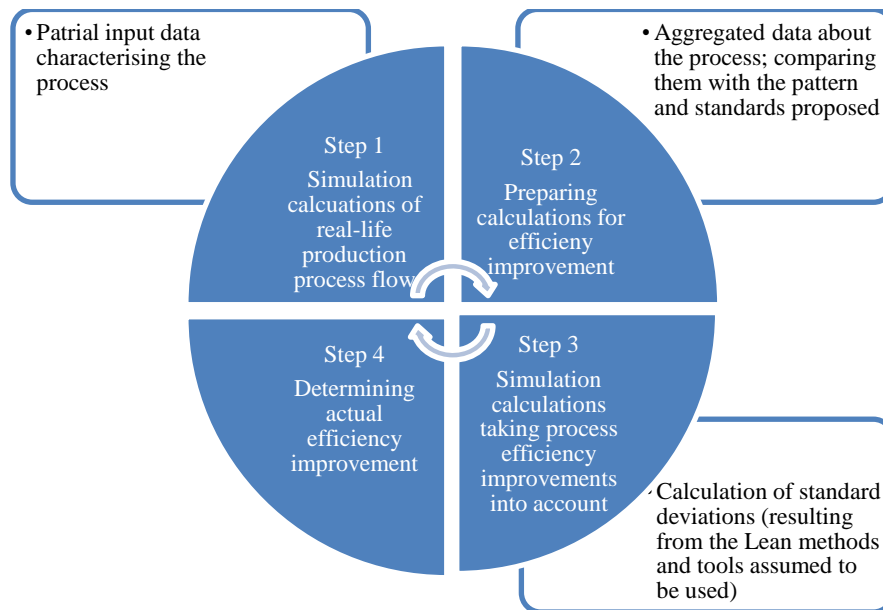 • Patrial input data
characterising the
process
• Aggregated data about
the process; comparing
them with the pattern
and standards proposed
Step 1
Simulation
calcuations of
real-life
production
process flow
Step 2
Preparing
calculations for
efficieny
improvement
Step 3
Simulation
calculations
taking process
efficiency
improvements
into account
Step 4
Determining
actual
efficiency
improvement
Calculation of standard
deviations (resulting
from the Lean methods
and tools assumed to
be used)